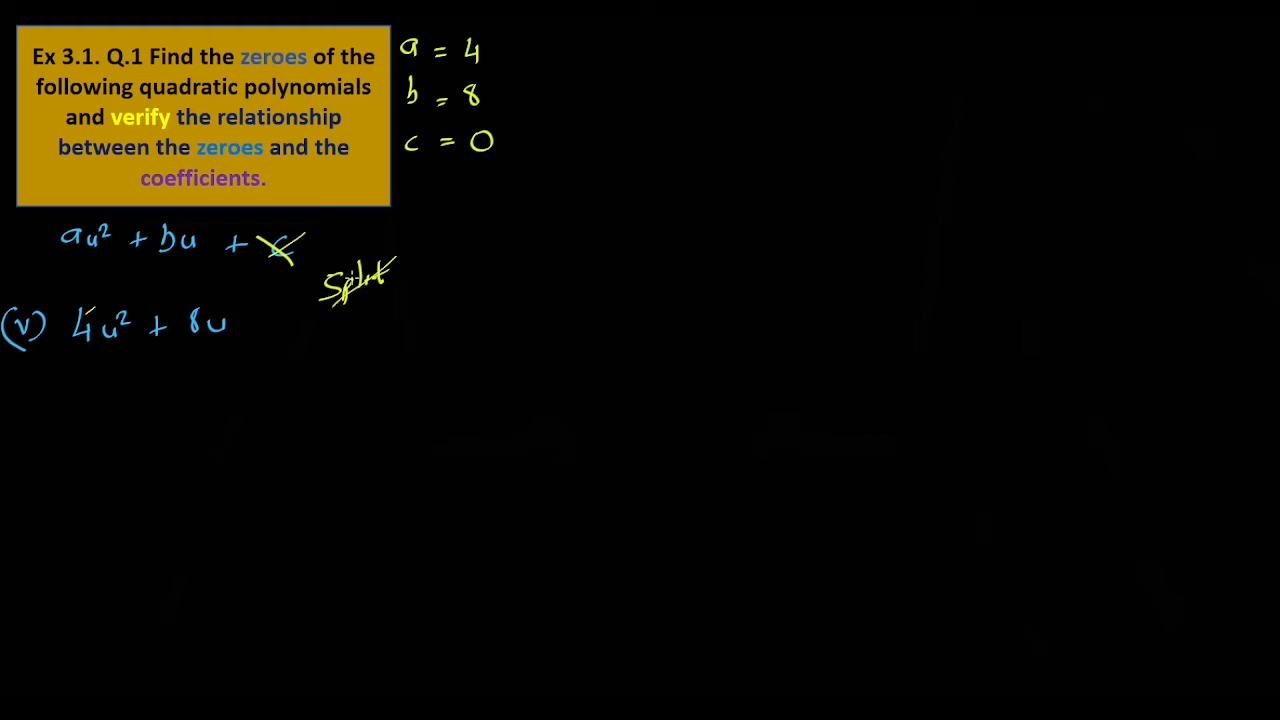 Ex 3.1. Q.1 Find the zeroes of the
following quadratic polynomials
and verify the relationship
between the zeroes and the
coefficients.
a = 4
b = 8
c = 0
au² + bu + c
Split
(v) 4u² + 8u